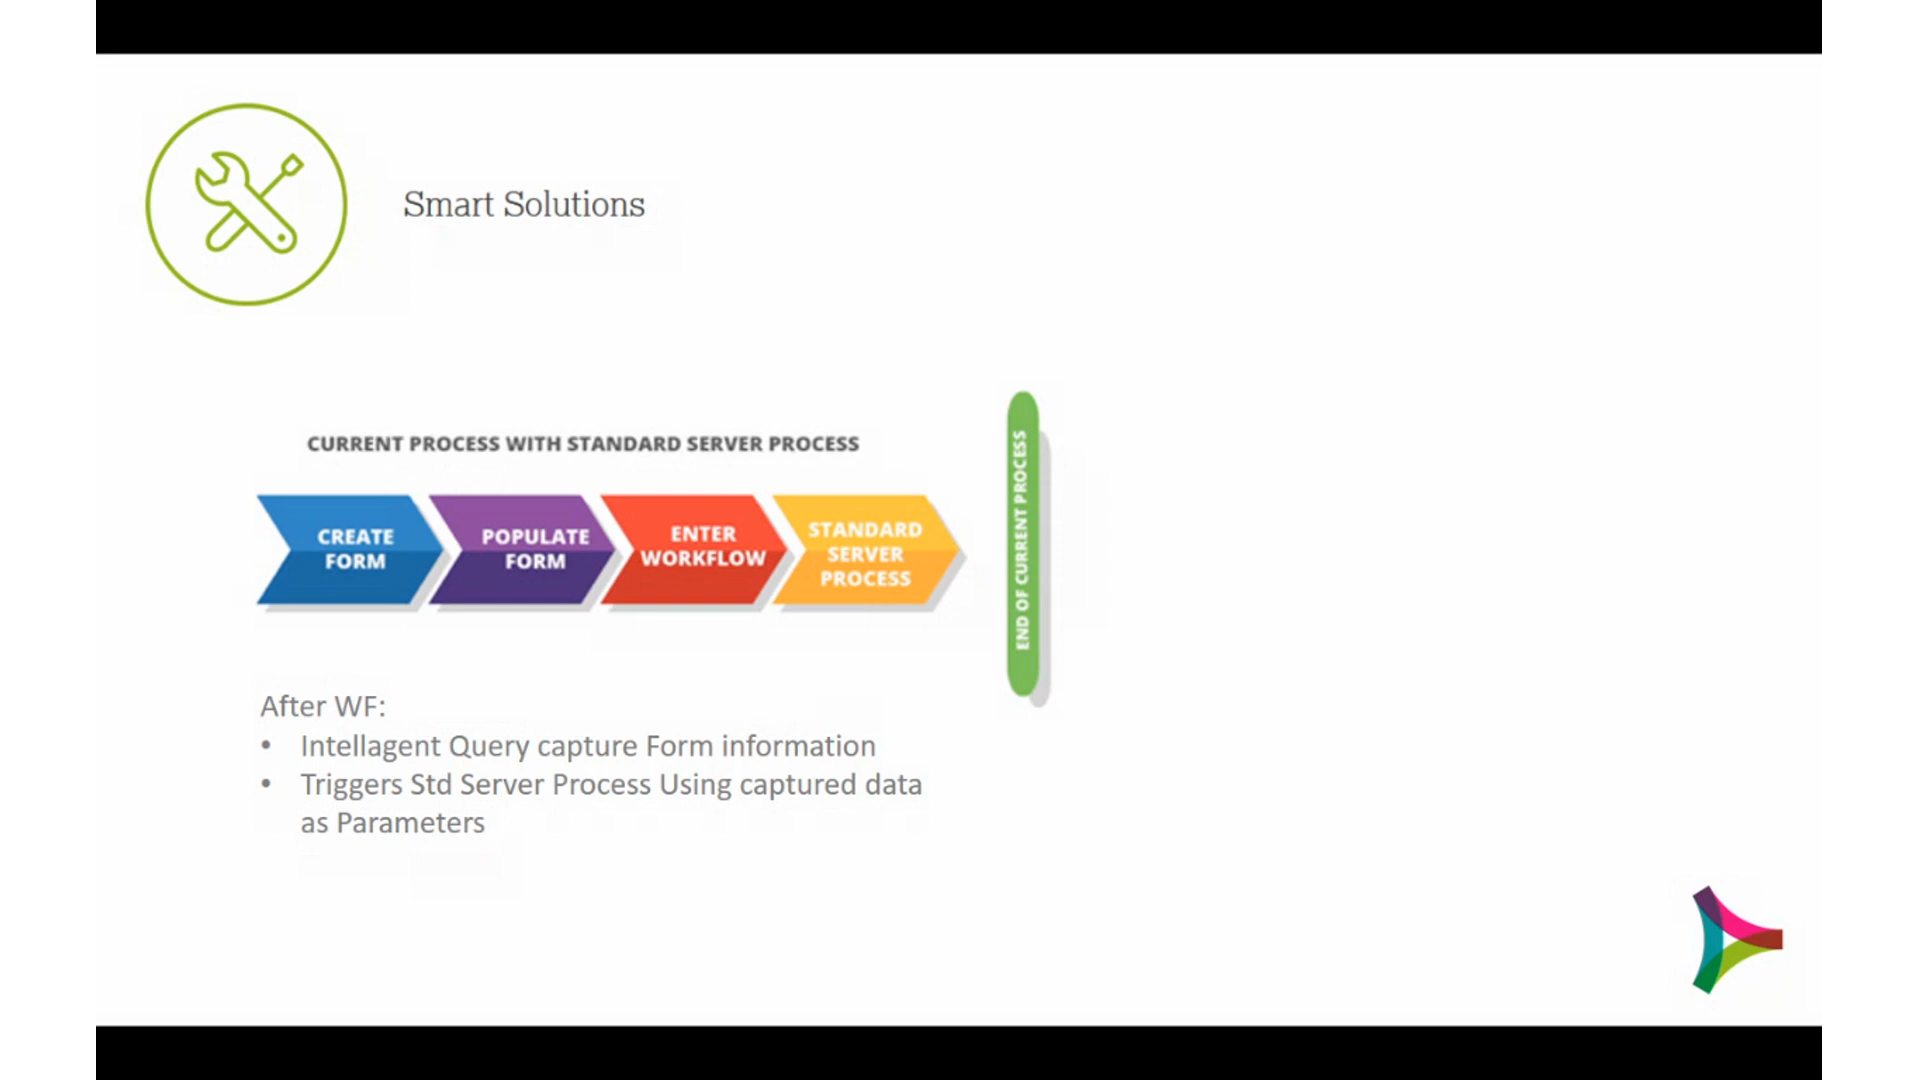 Smart Solutions
CURRENT PROCESS WITH STANDARD SERVER PROCESS
CREATE
FORM
POPULATE
FORM
ENTER
WORKFLOW
STANDARD
SERVER
PROCESS
END OF CURRENT PROCESS
After WF:
• Intellagent Query capture Form information
• Triggers Std Server Process Using captured data
as Parameters